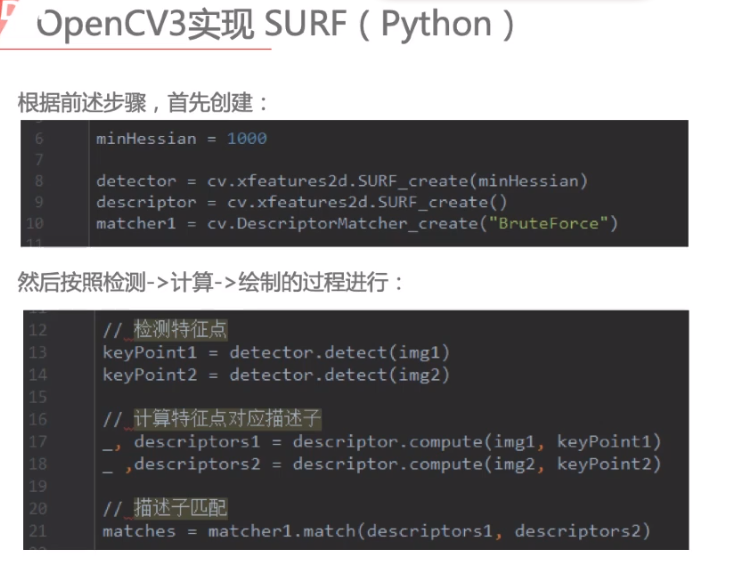 OpenCV3实现 SURF（Python）
根据前述步骤，首先创建：
6 minHessian = 1000
7
8 detector = cv.xfeatures2d.SURF_create(minHessian)
9 descriptor = cv.xfeatures2d.SURF_create()
10 matcher1 = cv.DescriptorMatcher_create("BruteForce")
11
然后按照检测->计算->绘制的过程进行：
12 // 检测特征点
13 keyPoint1 = detector.detect(img1)
14 keyPoint2 = detector.detect(img2)
15
16 // 计算特征点对应描述子
17 _, descriptors1 = descriptor.compute(img1, keyPoint1)
18 _ ,descriptors2 = descriptor.compute(img2, keyPoint2)
19
20 // 描述子匹配
21 matches = matcher1.match(descriptors1, descriptors2)